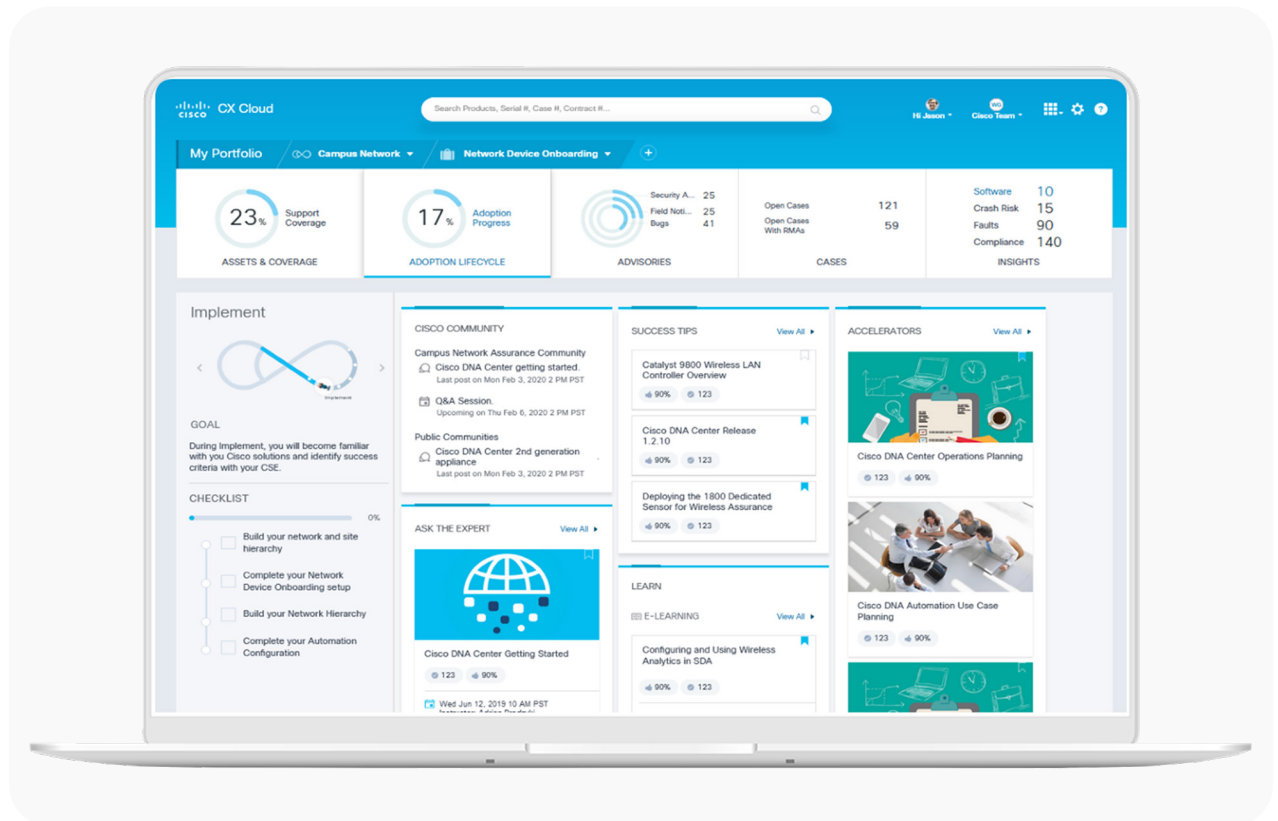 cisco CX Cloud
Search Products, Serial #, Case #, Contract #...
Hi Jason
WG
Cisco Team
?
My Portfolio
Campus Network
Network Device Onboarding
+
23%
Support
Coverage
ASSETS & COVERAGE
17%
Adoption
Progress
ADOPTION LIFECYCLE
Security A... 25
Field Noti... 25
Bugs 41
ADVISORIES
Open Cases 121
Open Cases
With RMAs 59
CASES
Software 10
Crash Risk 15
Faults 90
Compliance 140
INSIGHTS
Implement
Implement
GOAL
During Implement, you will become familiar
with you Cisco solutions and identify success
criteria with your CSE.
CHECKLIST
0%
Build your network and site
hierarchy
Complete your Network
Device Onboarding setup
Build your Network Hierarchy
Complete your Automation
Configuration
CISCO COMMUNITY
Campus Network Assurance Community
Cisco DNA Center getting started.
Last post on Mon Feb 3, 2020 2 PM PST
Q&A Session.
Upcoming on Thu Feb 6, 2020 2 PM PST
Public Communities
Cisco DNA Center 2nd generation
appliance
Last post on Mon Feb 3, 2020 2 PM PST
ASK THE EXPERT View All
Cisco DNA Center Getting Started
123 90%
Wed Jun 12, 2019 10 AM PST
SUCCESS TIPS View All
Catalyst 9800 Wireless LAN
Controller Overview
90% 123
Cisco DNA Center Release
1.2.10
90% 123
Deploying the 1800 Dedicated
Sensor for Wireless Assurance
90% 123
LEARN
E-LEARNING View All
Configuring and Using Wireless
Analytics in SDA
90% 123
ACCELERATORS View All
Cisco DNA Center Operations Planning
123 90%
Cisco DNA Automation Use Case
Planning
123 90%